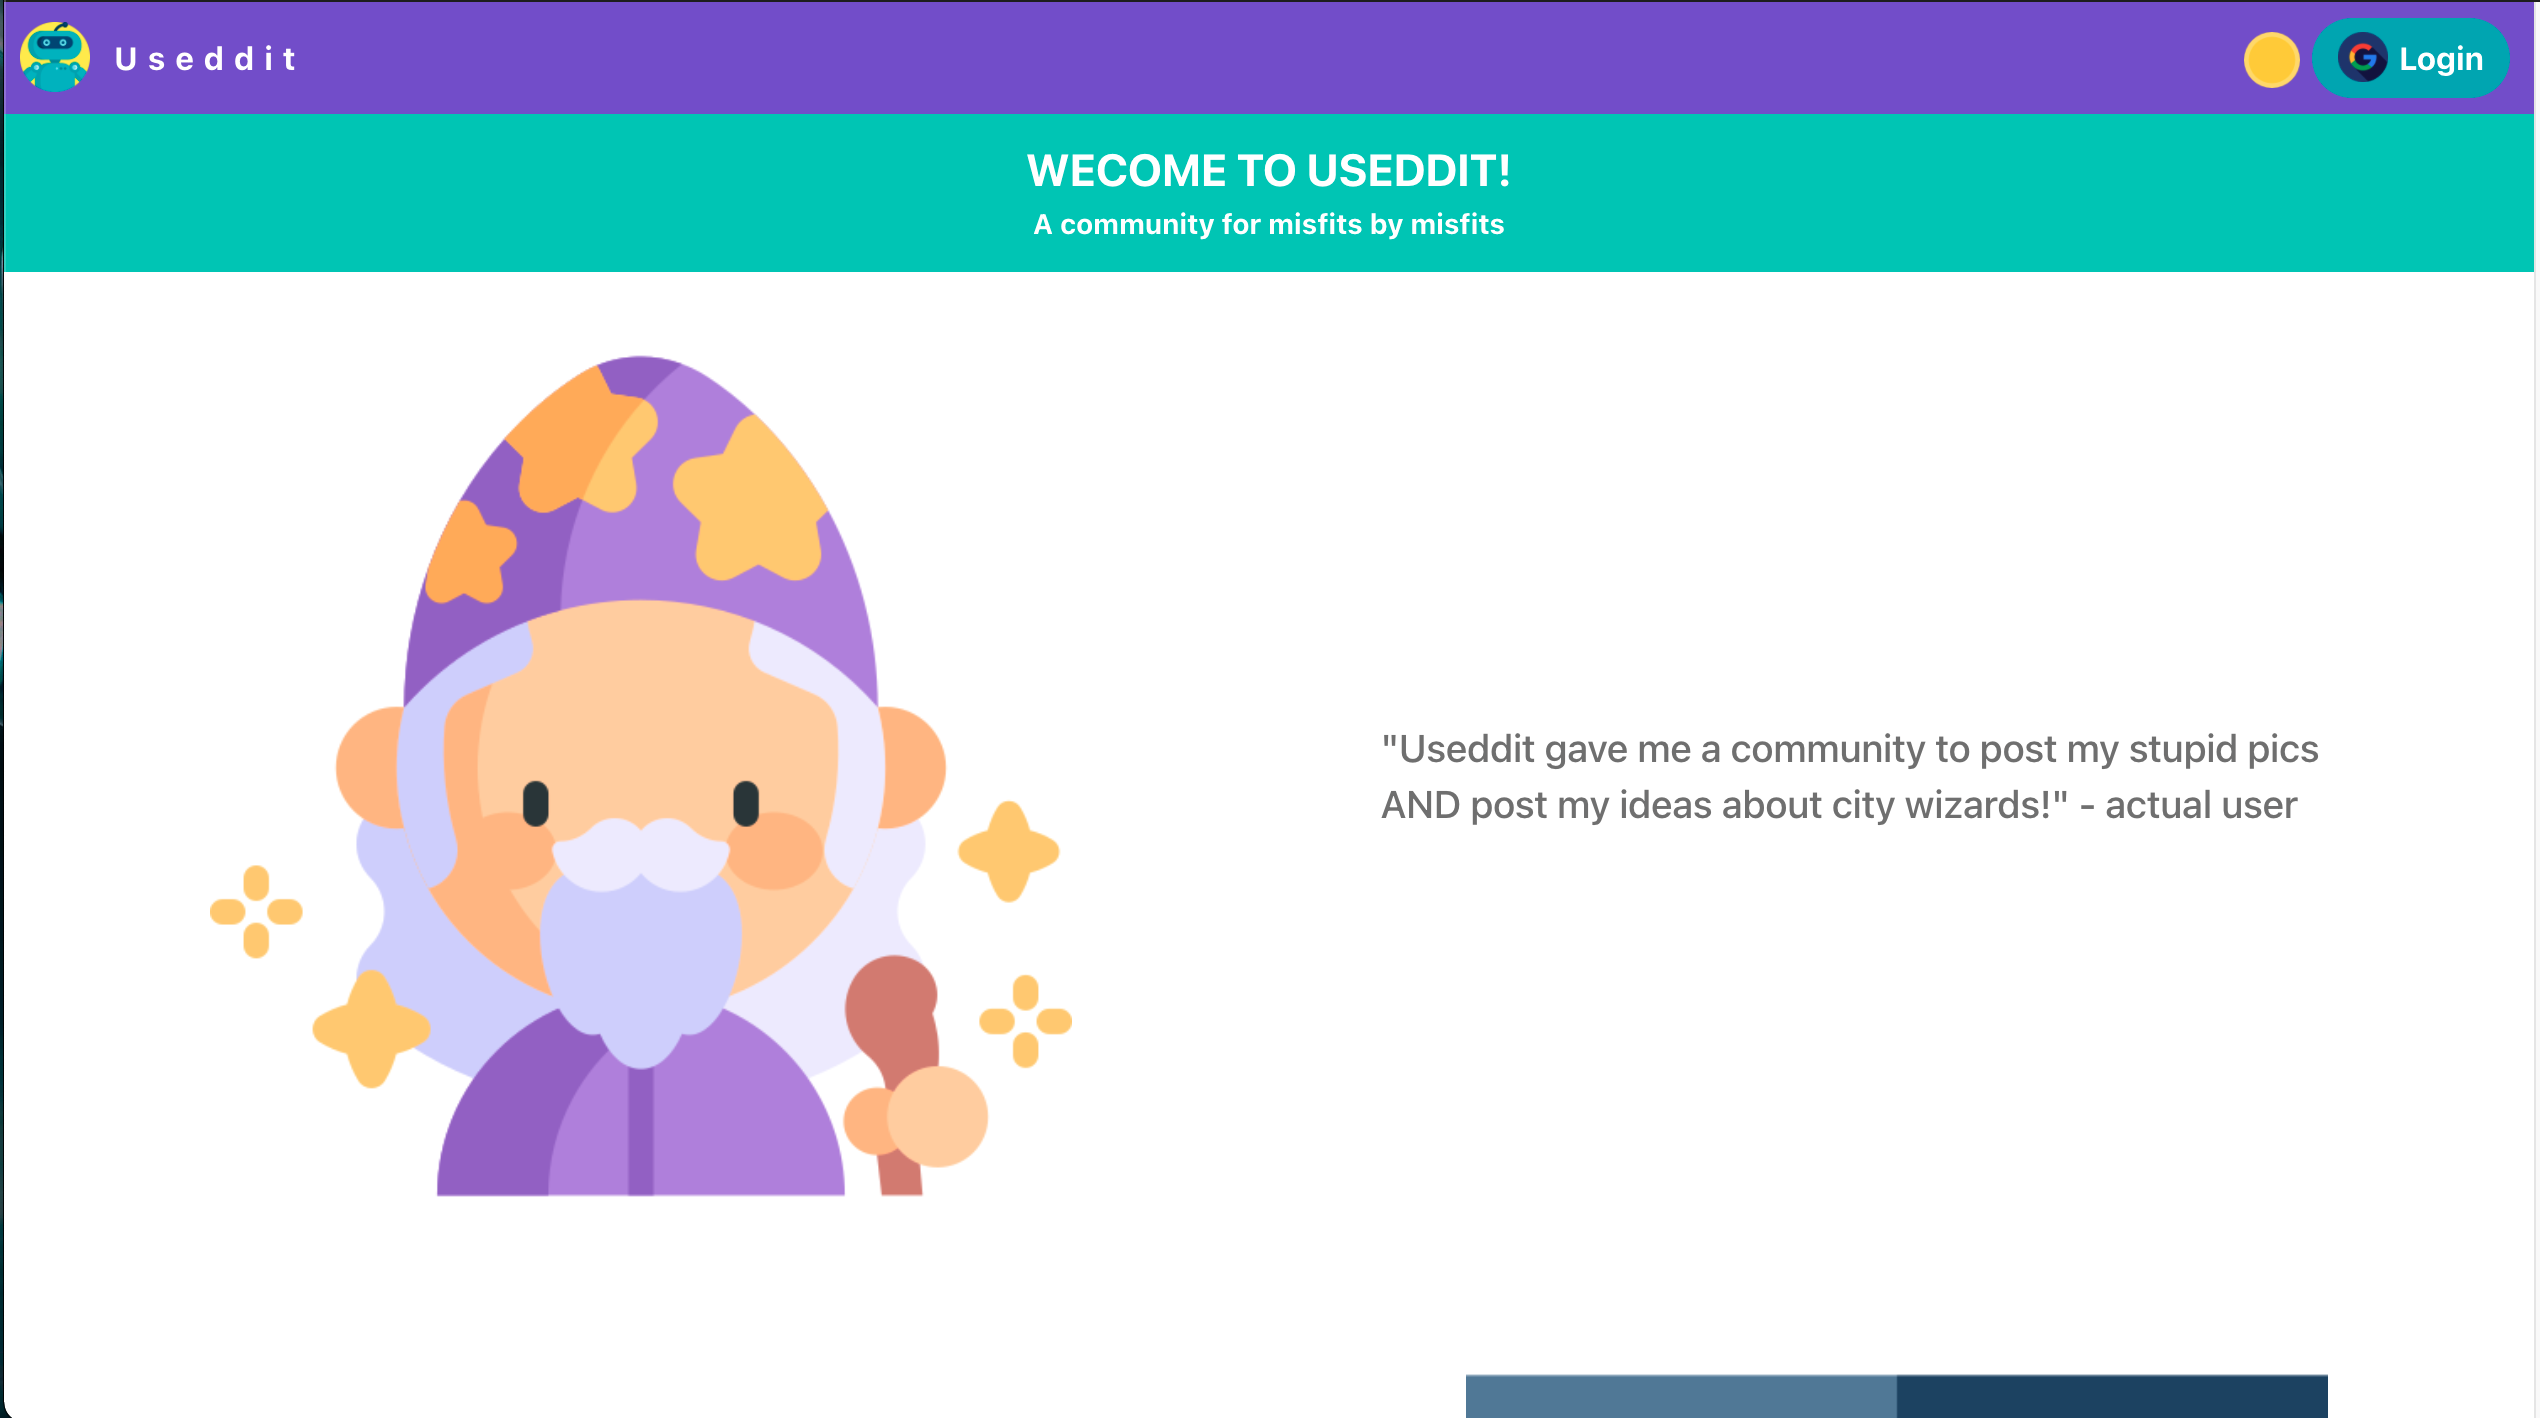 Useddit
Login
WECOME TO USEDDIT!
A community for misfits by misfits
"Useddit gave me a community to post my stupid pics
AND post my ideas about city wizards!" - actual user